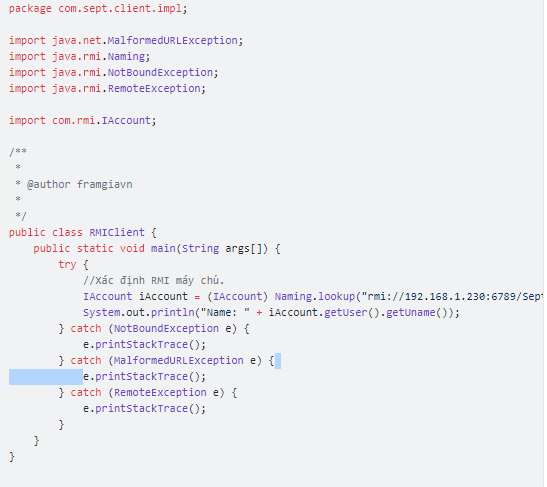 package com.sept.client.impl;
import java.net.MalformedURLException;
import java.rmi.Naming;
import java.rmi.NotBoundException;
import java.rmi.RemoteException;
import com.rmi.IAccount;
/**
 *
 * @author framgiavn
 *
 */
public class RMIClient {
    public static void main(String args[]) {
        try {
            //Xác định RMI máy chủ.
            IAccount iAccount = (IAccount) Naming.lookup("rmi://192.168.1.230:6789/Sept
            System.out.println("Name: " + iAccount.getUser().getUname());
        } catch (NotBoundException e) {
            e.printStackTrace();
        } catch (MalformedURLException e) {
            e.printStackTrace();
        } catch (RemoteException e) {
            e.printStackTrace();
        }
    }
}